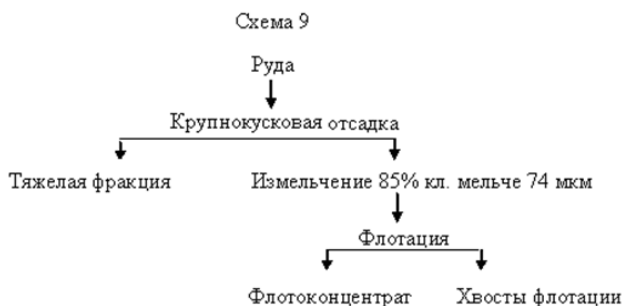 Схема 9
Руда
Крупнокусковая отсадка
Тяжелая фракция Измельчение 85% кл. мельче 74 мкм
Флотация
Флотоконцентрат Хвосты флотации